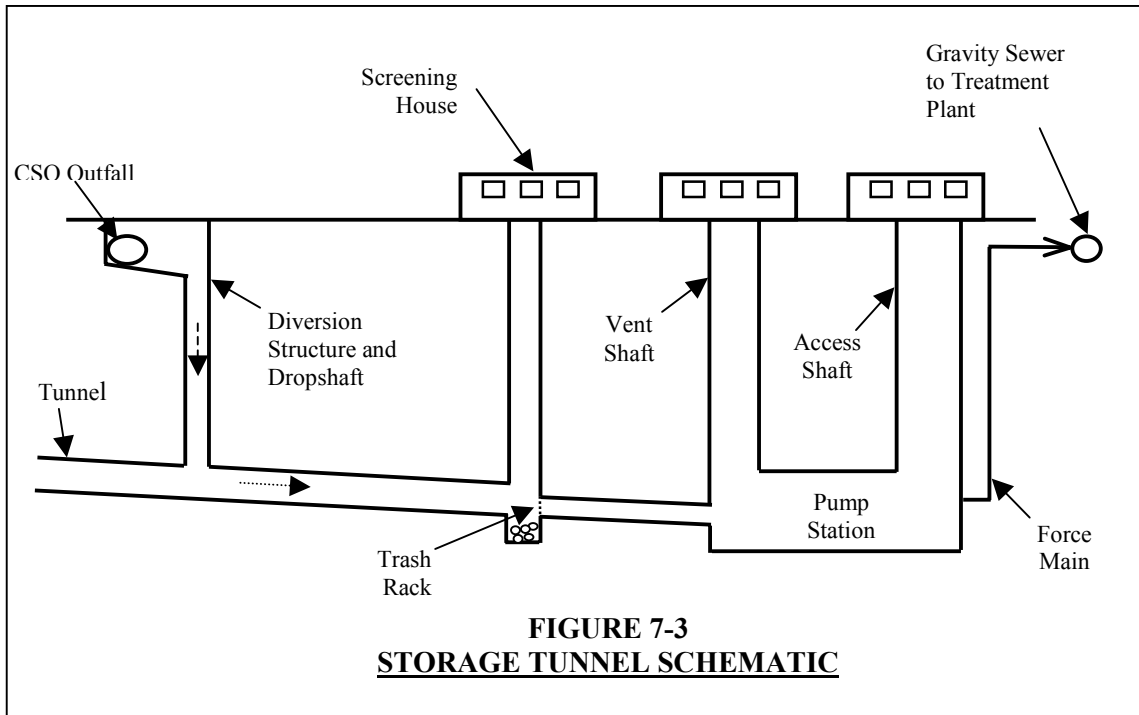 Gravity Sewer
to Treatment
Plant
Screening
House
CSO Outfall
Diversion
Structure and
Dropshaft
Vent
Shaft
Access
Shaft
Tunnel
Pump
Station
Force
Main
Trash
Rack
FIGURE 7-3
STORAGE TUNNEL SCHEMATIC